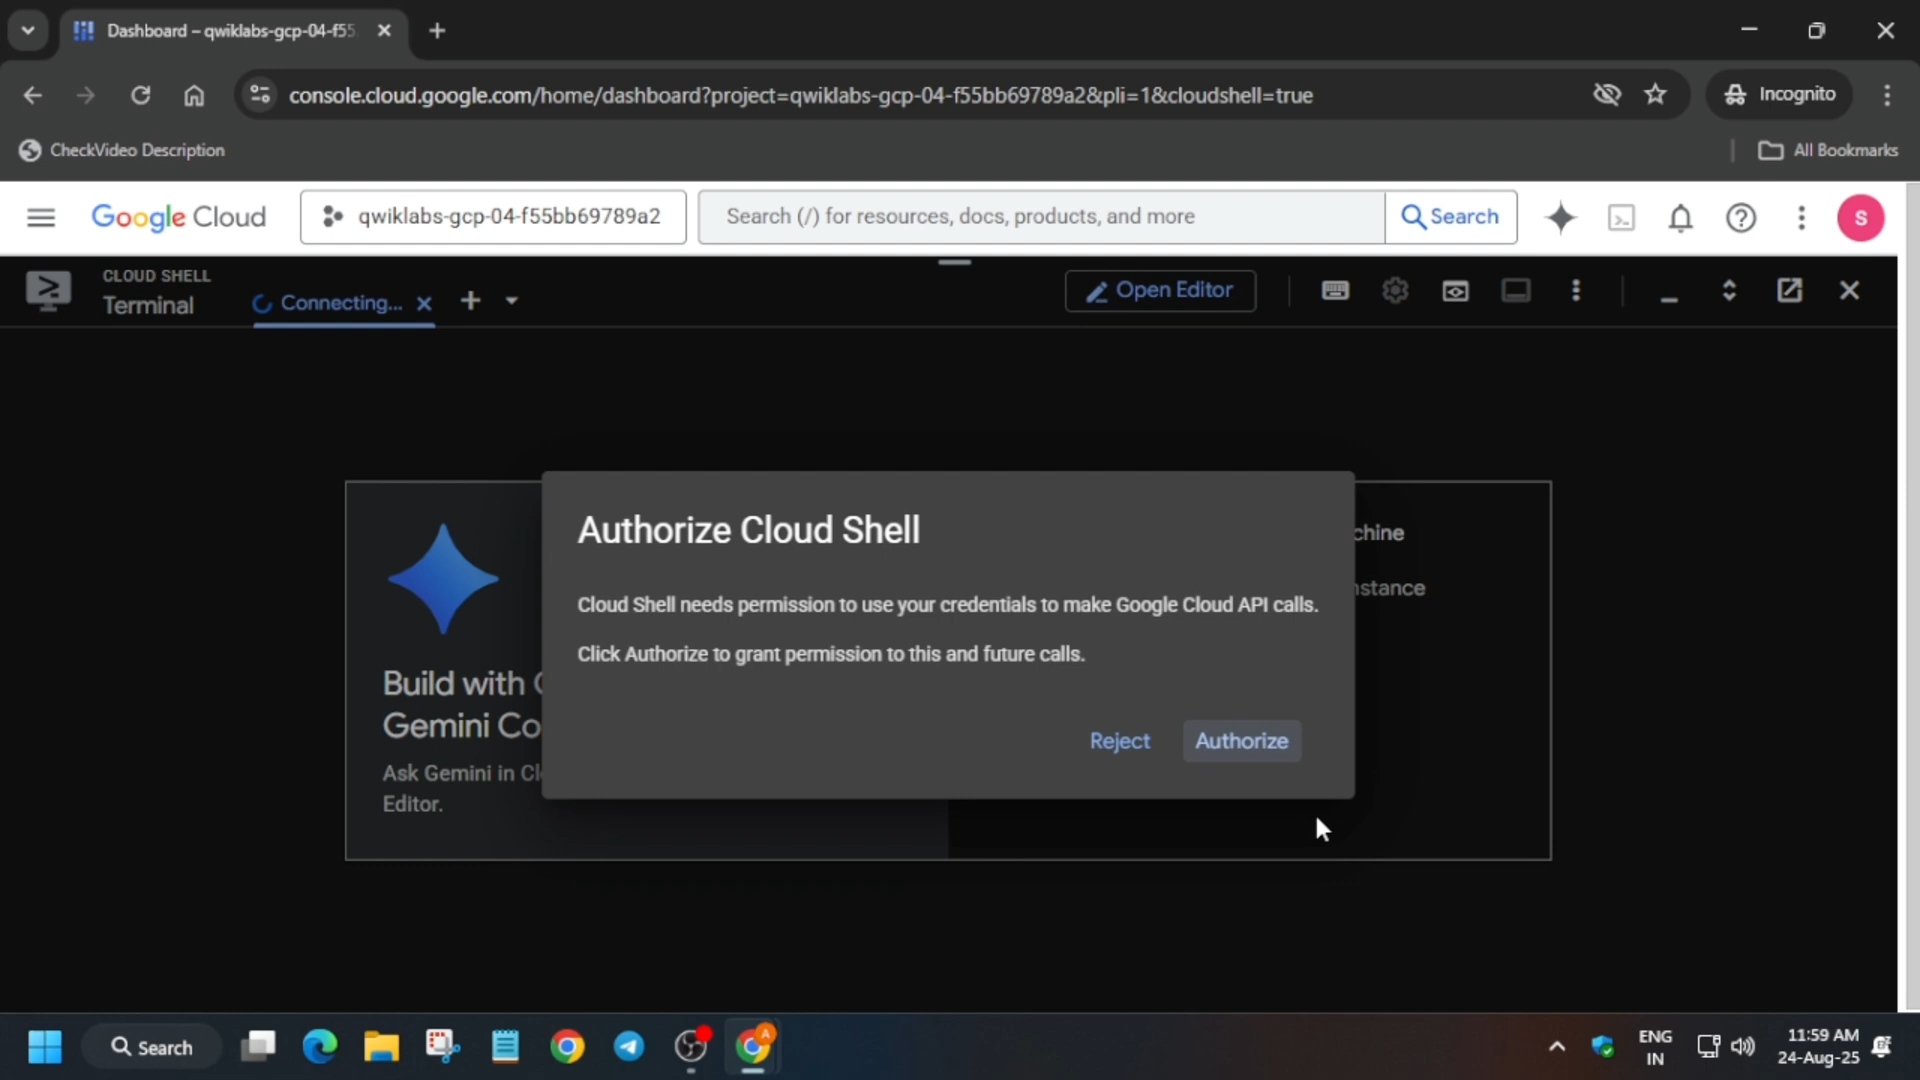 Dashboard – qwiklabs-gcp-04-f55
console.cloud.google.com/home/dashboard?project=qwiklabs-gcp-04-f55bb69789a2&pli=1&cloudshell=true
Incognito
CheckVideo Description
All Bookmarks
Google Cloud
qwiklabs-gcp-04-f55bb69789a2
Search (/) for resources, docs, products, and more
Search
S
CLOUD SHELL
Terminal
Connecting...
Open Editor
Authorize Cloud Shell
Cloud Shell needs permission to use your credentials to make Google Cloud API calls.
Click Authorize to grant permission to this and future calls.
Reject
Authorize
Build with
Gemini Co
Ask Gemini in Cl
Editor.
chine
nstance
Search
A
ENG
IN
11:59 AM
24-Aug-25